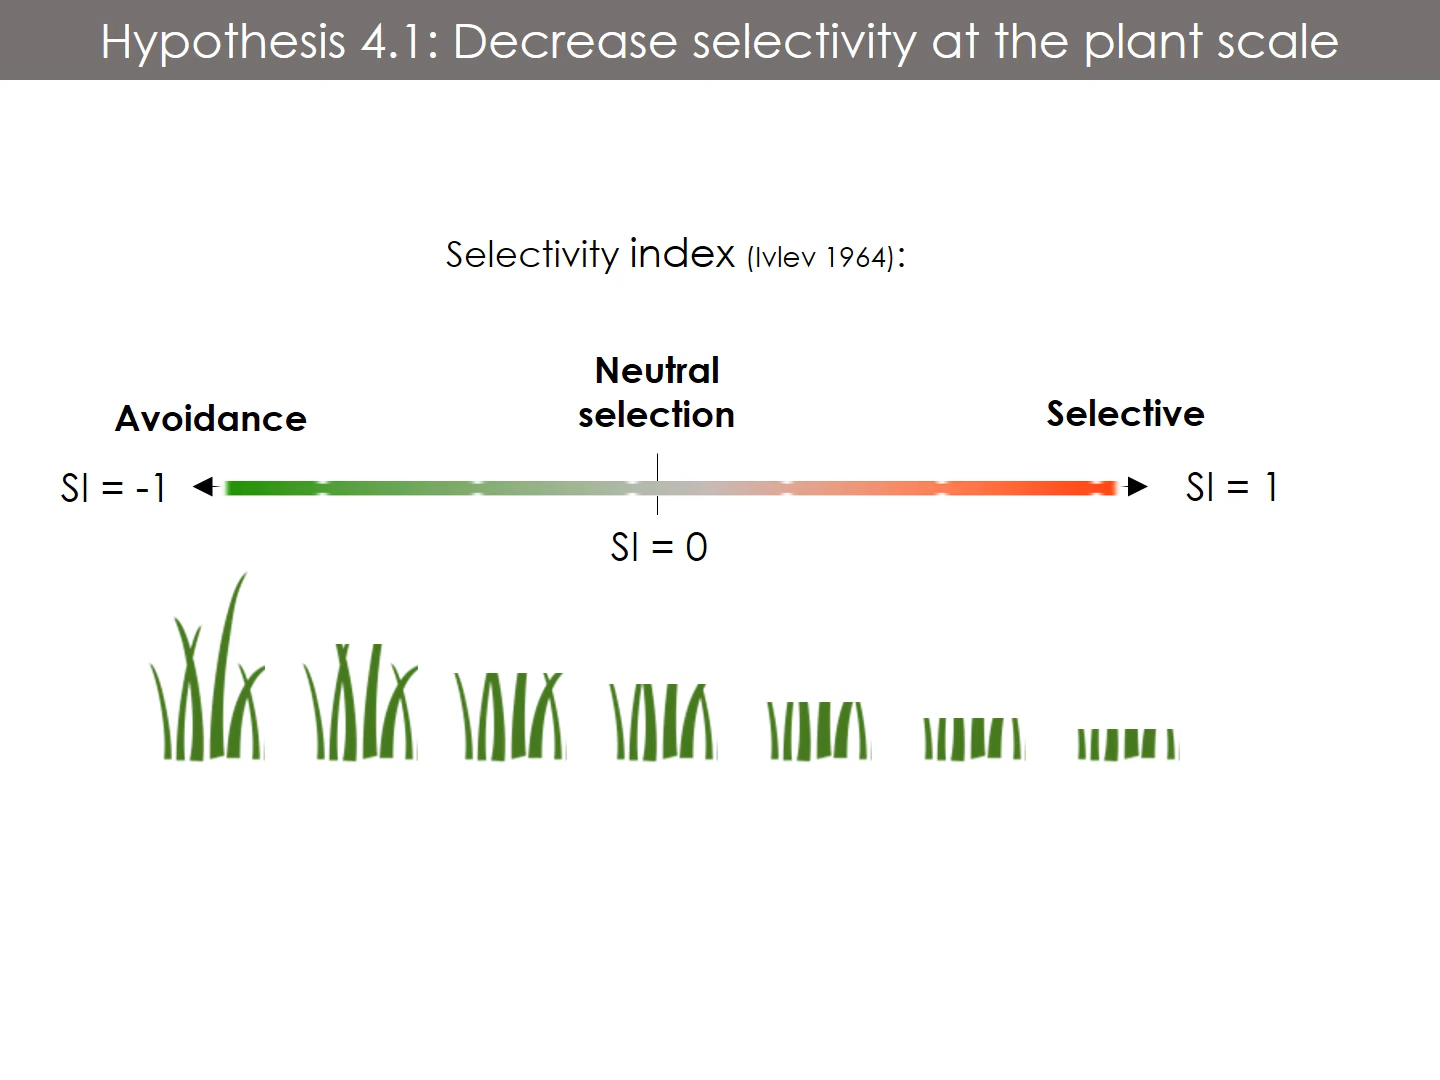 Hypothesis 4.1: Decrease selectivity at the plant scale
Selectivity index (Ivlev 1964):
Neutral
selection
Avoidance
Selective
SI = -1
SI = 1
SI = 0